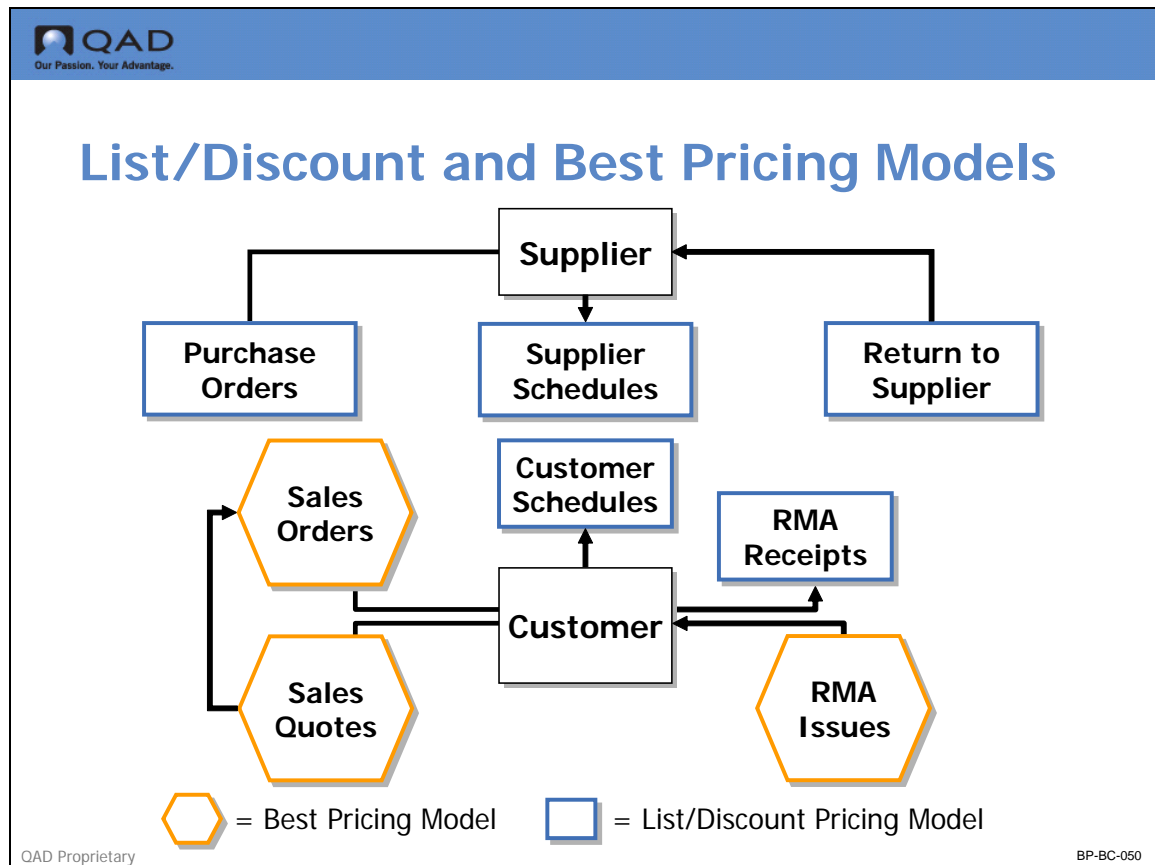 QAD
Our Passion. Your Advantage.
List/Discount and Best Pricing Models
Supplier
Purchase
Orders
Supplier
Schedules
Return to
Supplier
Sales
Orders
Customer
Schedules
RMA
Receipts
Customer
Sales
Quotes
RMA
Issues
= Best Pricing Model
= List/Discount Pricing Model
QAD Proprietary
BP-BC-050